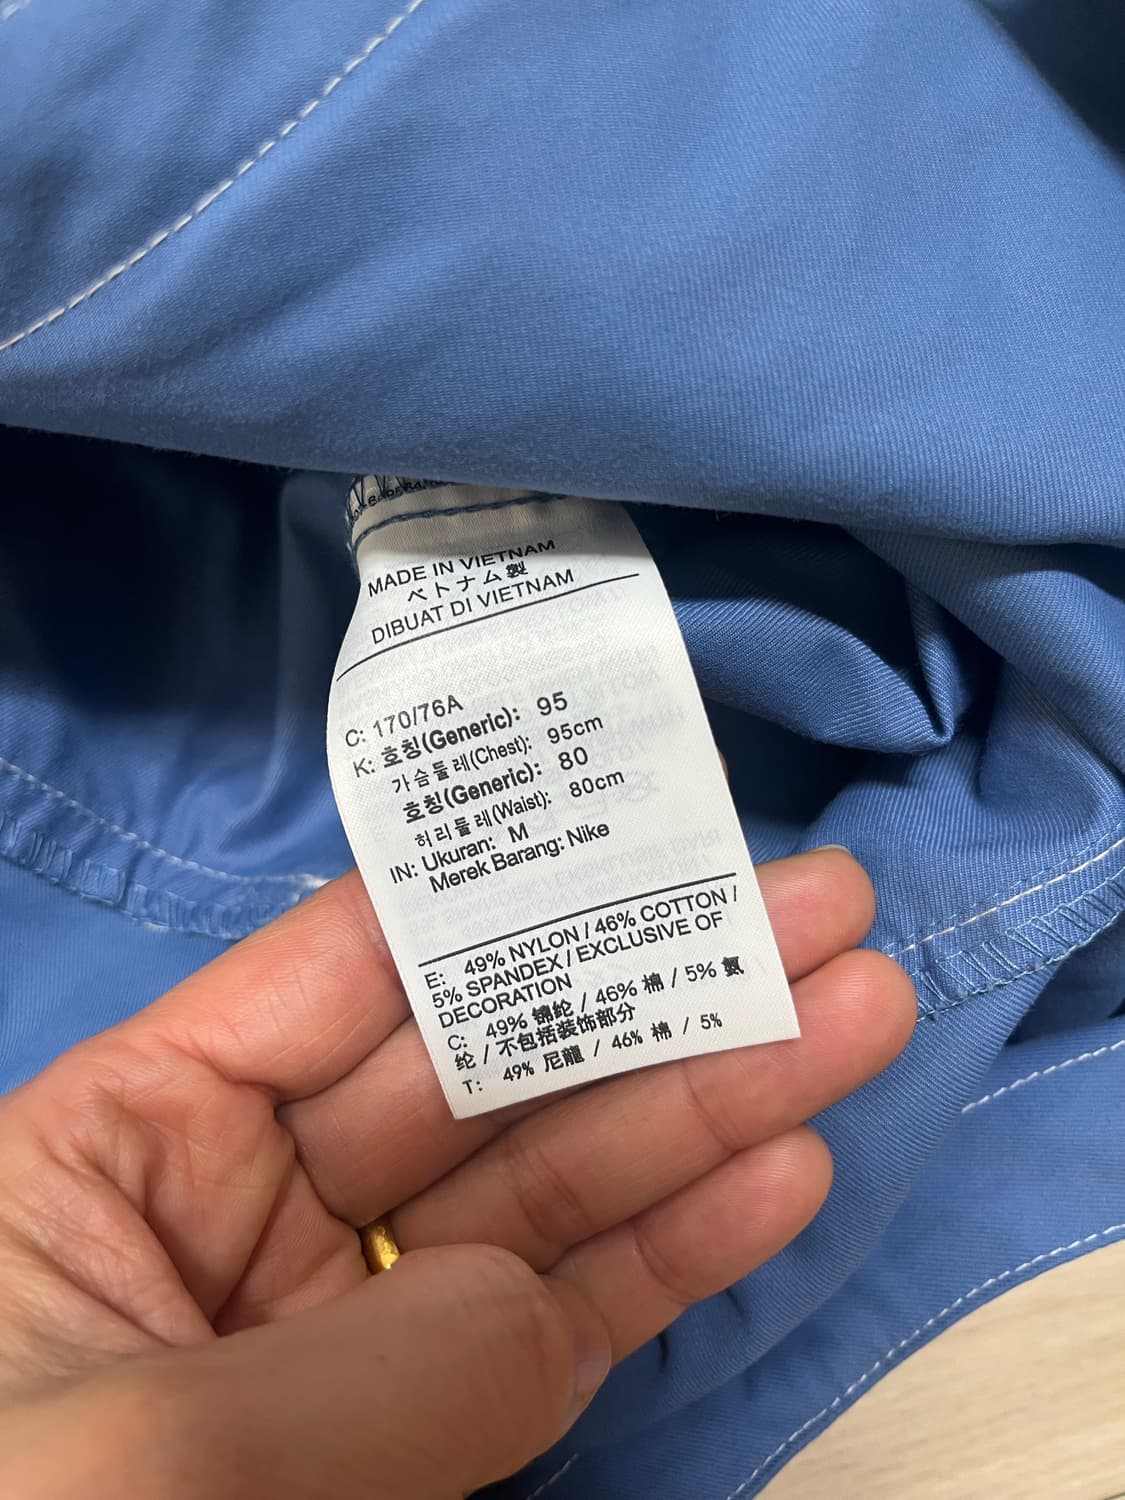 MADE IN VIETNAM
ベトナム製
DIBUAT DI VIETNAM
C: 170/76A
K: 호칭(Generic): 95
가슴둘레(Chest): 95cm
호칭(Generic): 80
허리둘레(Waist): 80cm
IN: Ukuran: M
Merek Barang: Nike
E: 49% NYLON / 46% COTTON /
5% SPANDEX / EXCLUSIVE OF
DECORATION
C: 49% 锦纶 / 46% 棉 / 5% 氨
纶 / 不包括装饰部分
T: 49% 尼龍 / 46% 棉 / 5%